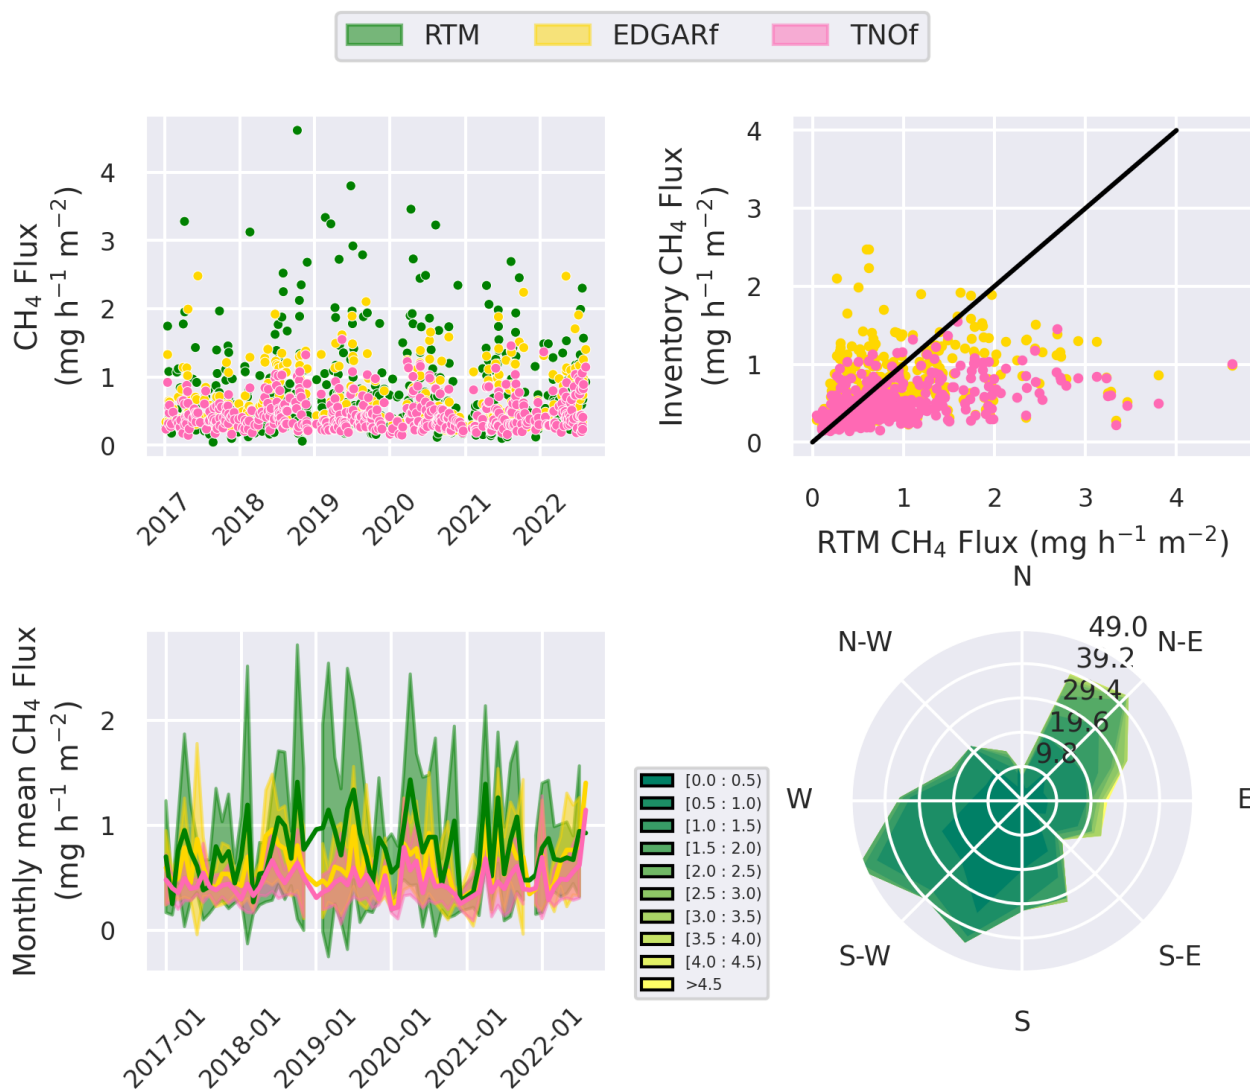 RTM EDGARf TNOf
CH₄ Flux
(mg h⁻¹ m⁻²)
4
3
2
1
0
2017 2018 2019 2020 2021 2022
Inventory CH₄ Flux
(mg h⁻¹ m⁻²)
4
3
2
1
0
0 1 2 3 4
RTM CH₄ Flux (mg h⁻¹ m⁻²)
Monthly mean CH₄ Flux
(mg h⁻¹ m⁻²)
2
1
0
2017-01 2018-01 2019-01 2020-01 2021-01 2022-01
[0.0 : 0.5)
[0.5 : 1.0)
[1.0 : 1.5)
[1.5 : 2.0)
[2.0 : 2.5)
[2.5 : 3.0)
[3.0 : 3.5)
[3.5 : 4.0)
[4.0 : 4.5)
>4.5
N
N-W
N-E
49.0
39.2
29.4
19.6
9.8
W
E
S-W
S-E
S